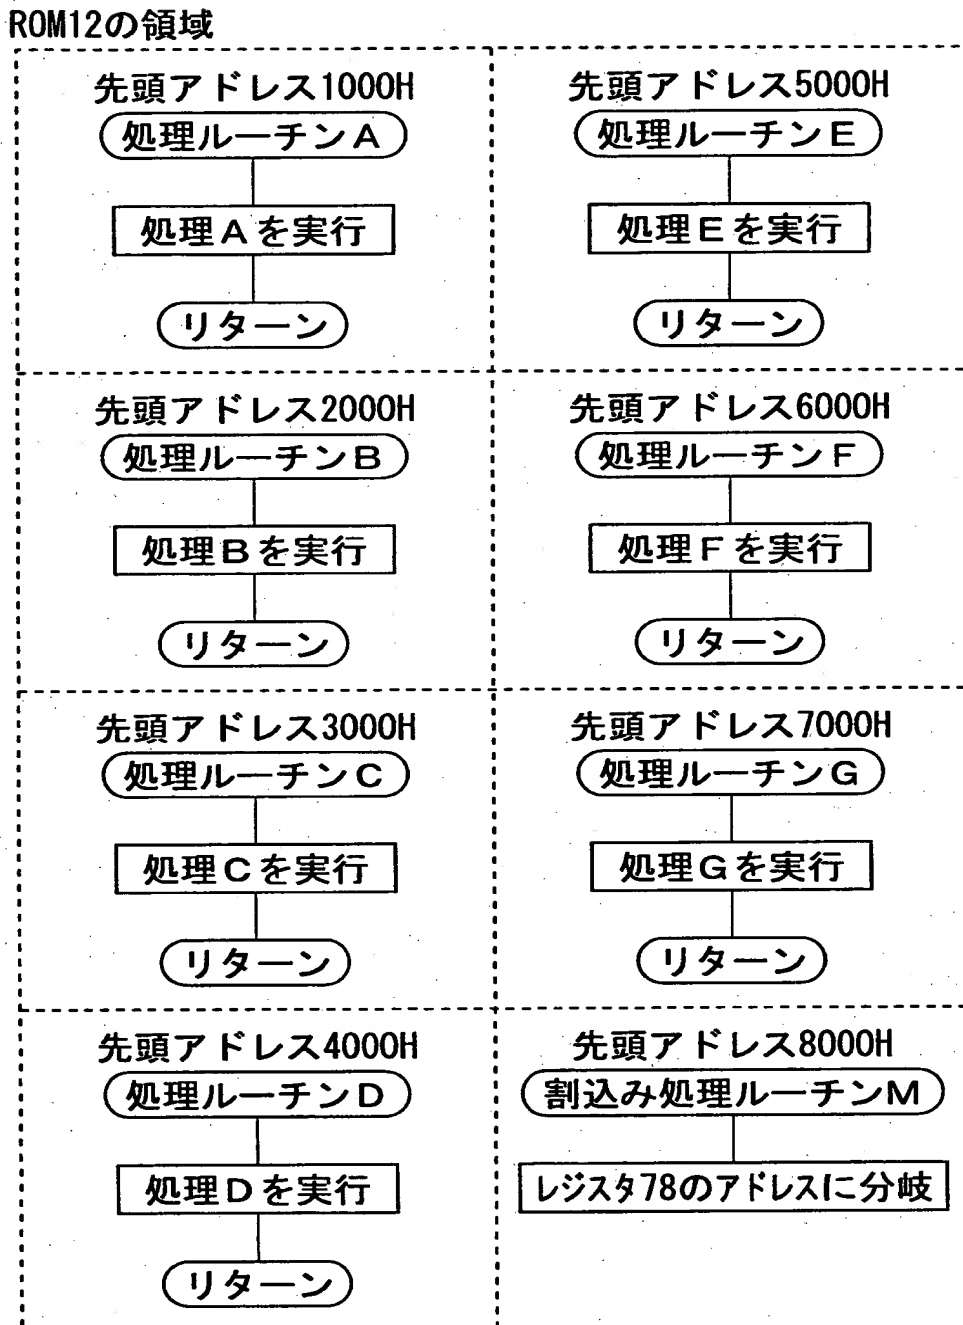 ROM12の領域
先頭アドレス1000H
処理ルーチンA
処理Aを実行
リターン
先頭アドレス2000H
処理ルーチンB
処理Bを実行
リターン
先頭アドレス3000H
処理ルーチンC
処理Cを実行
リターン
先頭アドレス4000H
処理ルーチンD
処理Dを実行
リターン
先頭アドレス5000H
処理ルーチンE
処理Eを実行
リターン
先頭アドレス6000H
処理ルーチンF
処理Fを実行
リターン
先頭アドレス7000H
処理ルーチンG
処理Gを実行
リターン
先頭アドレス8000H
割込み処理ルーチンM
レジスタ78のアドレスに分岐